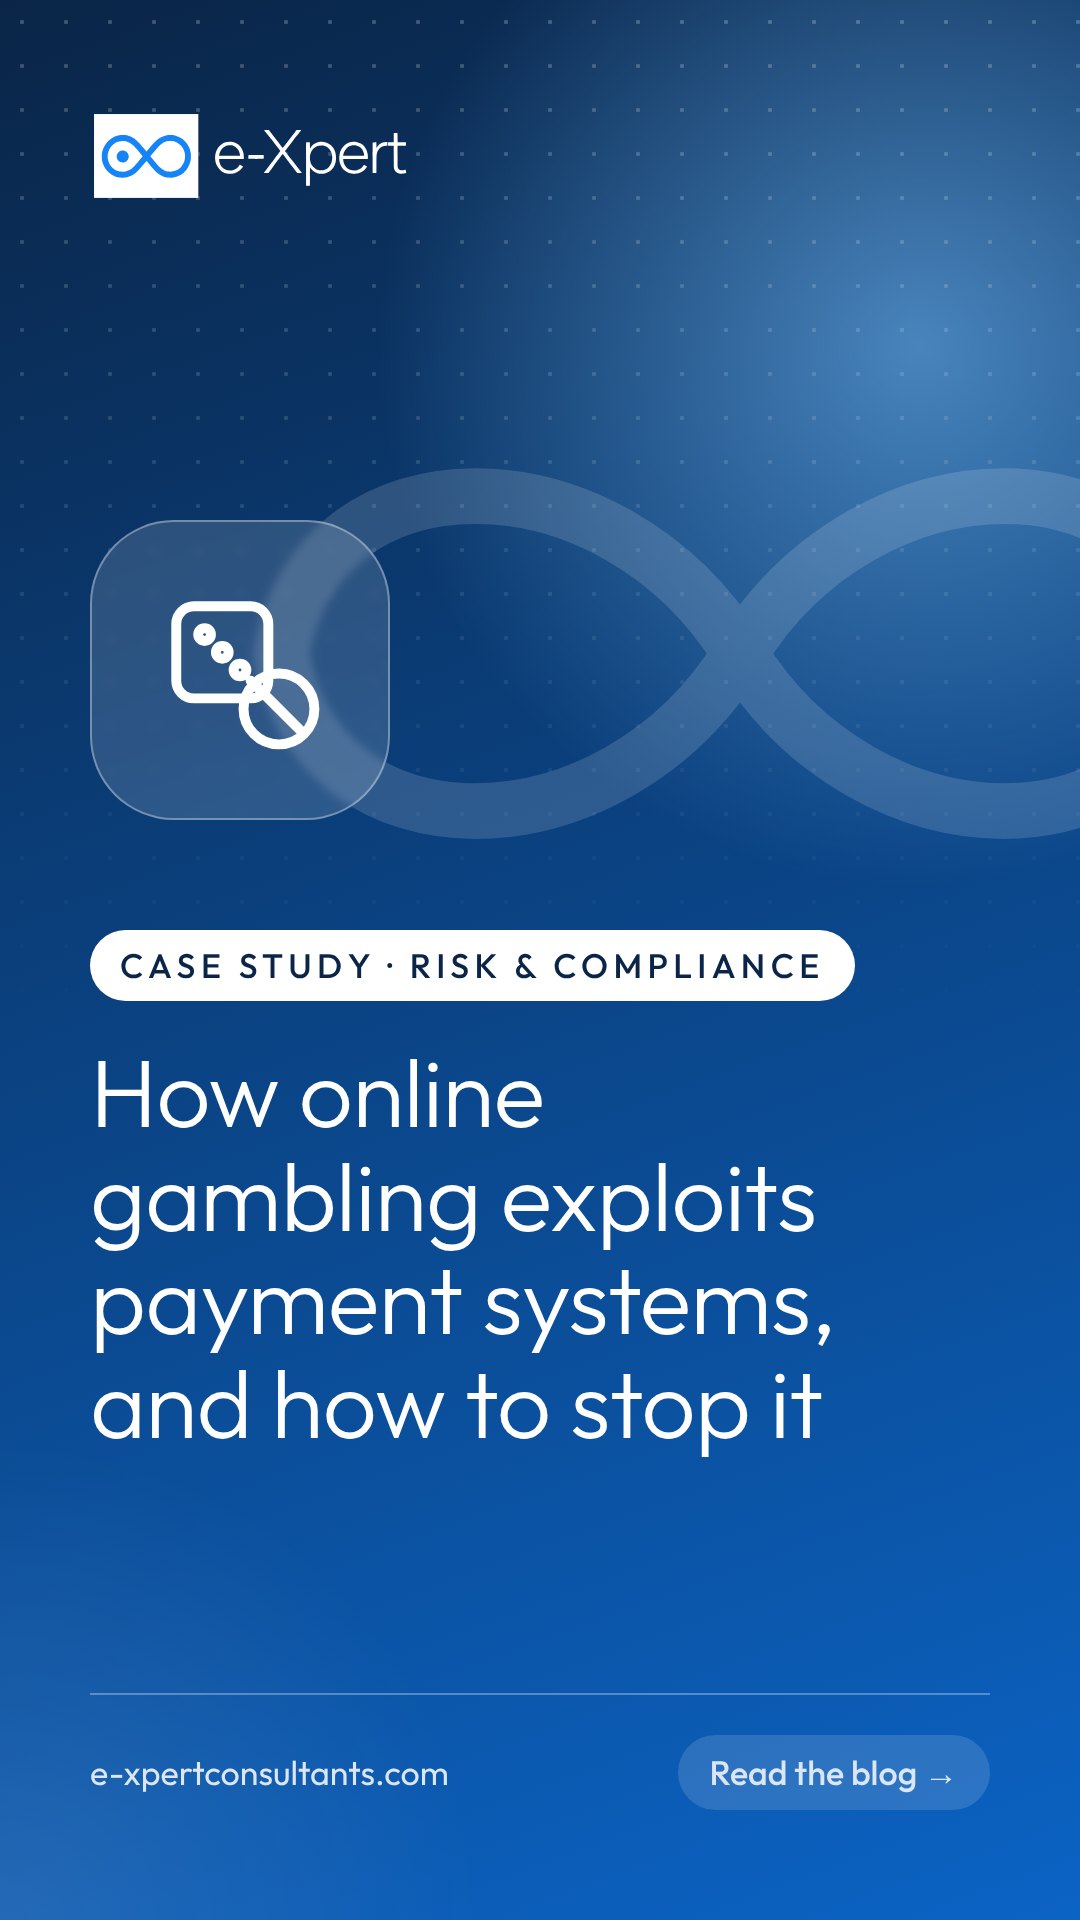 e-Xpert
CASE STUDY · RISK & COMPLIANCE
How online
gambling exploits
payment systems,
and how to stop it
e-xpertconsultants.com
Read the blog →